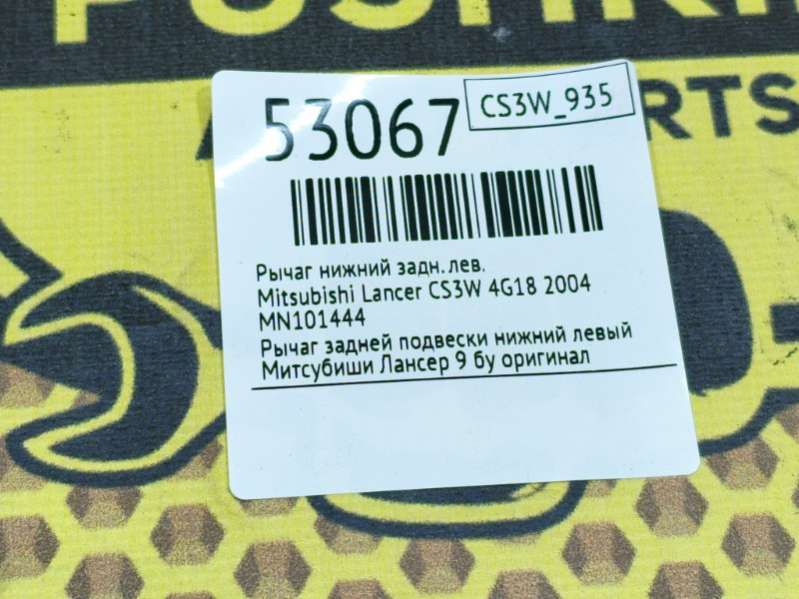 53067
CS3W_935
Рычаг нижний задн. лев.
Mitsubishi Lancer CS3W 4G18 2004
MN101444
Рычаг задней подвески нижний левый
Митсубиши Лансер 9 бу оригинал